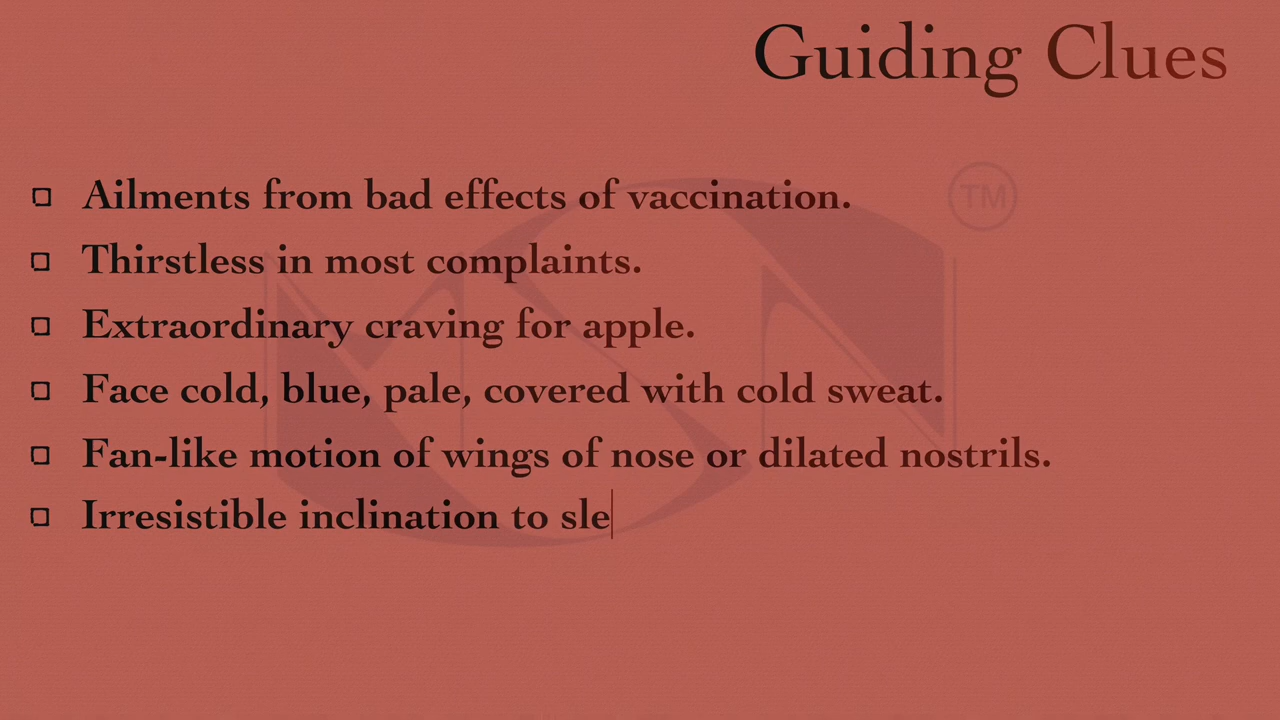 Guiding Clues
TM
Ailments from bad effects of vaccination.
Thirstless in most complaints.
Extraordinary craving for apple.
Face cold, blue, pale, covered with cold sweat.
Fan-like motion of wings of nose or dilated nostrils.
Irresistible inclination to sle